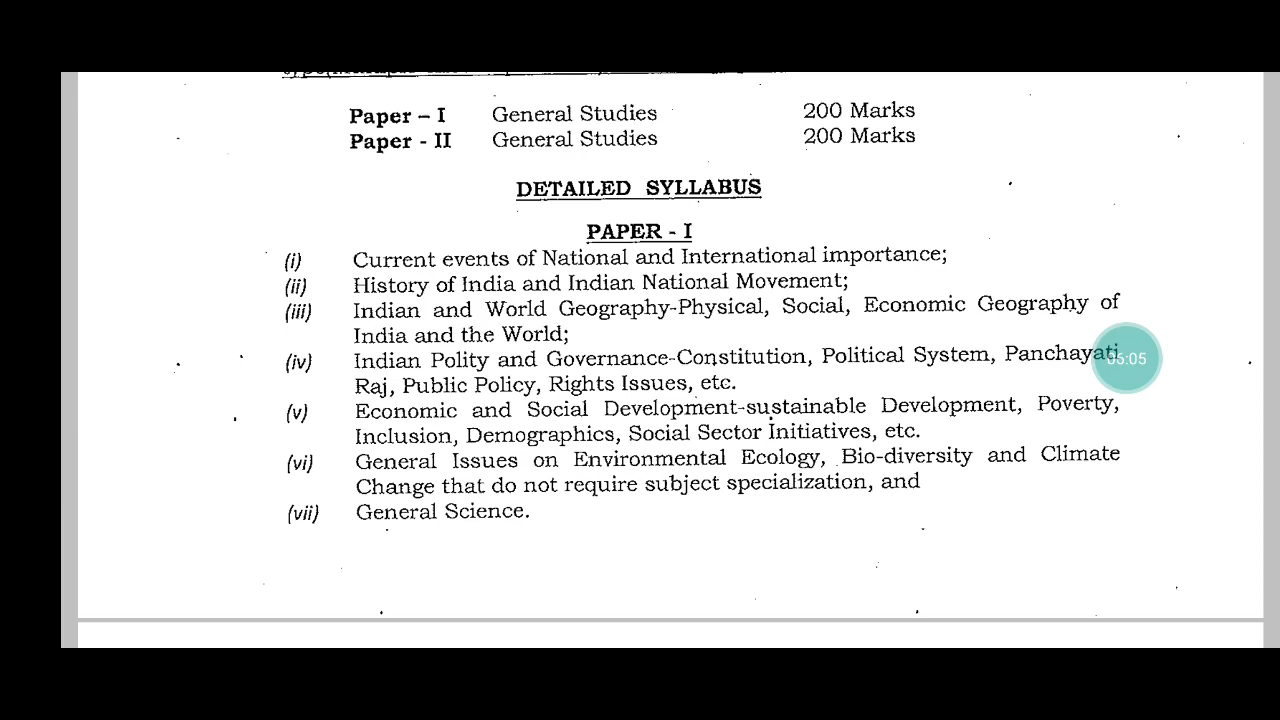 Paper – I General Studies 200 Marks
Paper - II General Studies 200 Marks
DETAILED SYLLABUS
PAPER - I
(i) Current events of National and International importance;
(ii) History of India and Indian National Movement;
(iii) Indian and World Geography-Physical, Social, Economic Geography of
India and the World;
(iv) Indian Polity and Governance-Constitution, Political System, Panchayati
Raj, Public Policy, Rights Issues, etc.
(v) Economic and Social Development-sustainable Development, Poverty,
Inclusion, Demographics, Social Sector Initiatives, etc.
(vi) General Issues on Environmental Ecology, Bio-diversity and Climate
Change that do not require subject specialization, and
(vii) General Science.
05:05